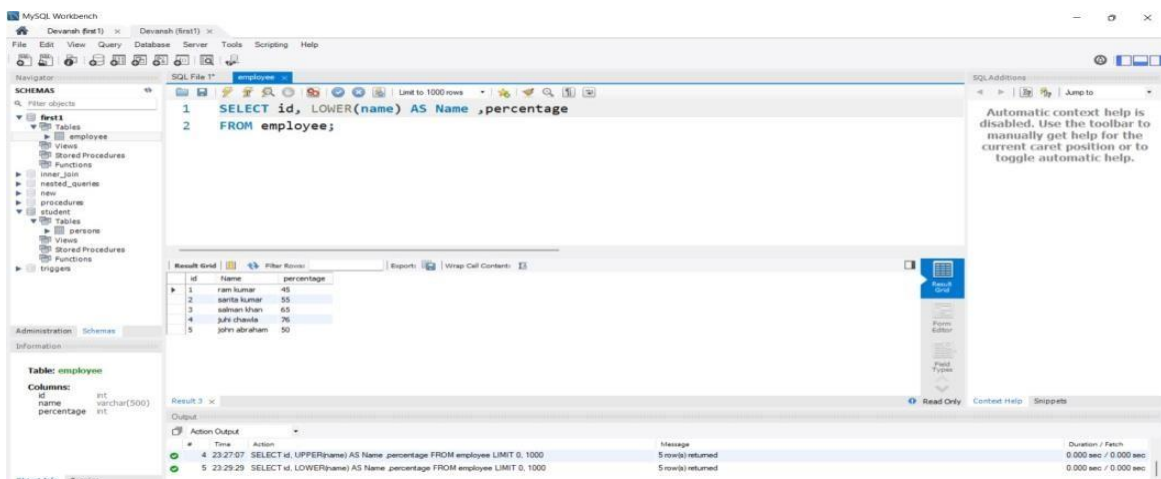 MySQL Workbench
Devansh (first1) × Devansh (first1) ×
File Edit View Query Database Server Tools Scripting Help
Navigator
SCHEMAS
Filter objects
first1
Tables
employee
Views
Stored Procedures
Functions
inner_join
nested_queries
new
procedures
student
Tables
persons
Views
Stored Procedures
Functions
triggers
Administration Schemas
Information
Table: employee
Columns:
id int
name varchar(500)
percentage int
SQL File 1* employee ×
Limit to 1000 rows
1 SELECT id, LOWER(name) AS Name ,percentage
2 FROM employee;
Result Grid Filter Rows: Export: Wrap Cell Content:
id Name percentage
1 ram kumar 45
2 sarita kumar 55
3 salman khan 65
4 juhi chawla 76
5 john abraham 50
Result Grid
Form Editor
Field Types
Result 3 × Read Only
Output
Action Output
# Time Action Message Duration / Fetch
4 23:27:07 SELECT id, UPPER(name) AS Name ,percentage FROM employee LIMIT 0, 1000 5 row(s) returned 0.000 sec / 0.000 sec
5 23:29:29 SELECT id, LOWER(name) AS Name ,percentage FROM employee LIMIT 0, 1000 5 row(s) returned 0.000 sec / 0.000 sec
SQLAdditions
Jump to
Automatic context help is
disabled. Use the toolbar to
manually get help for the
current caret position or to
toggle automatic help.
Context Help Snippets